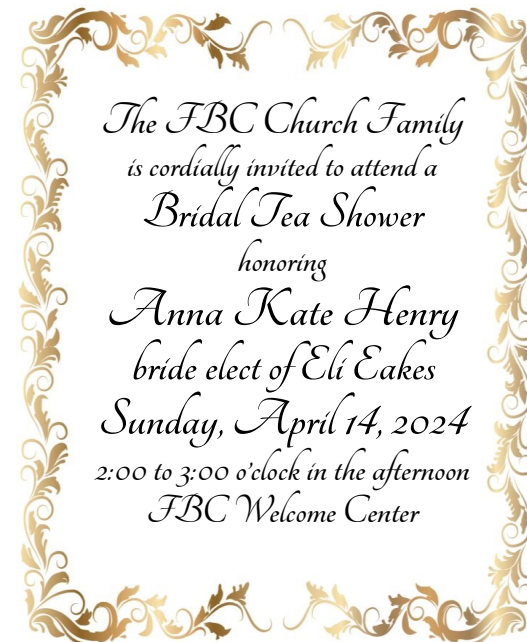 The FBC Church Family
is cordially invited to attend a
Bridal Tea Shower
honoring
Anna Kate Henry
bride elect of Eli Eakes
Sunday, April 14, 2024
2:00 to 3:00 o'clock in the afternoon
FBC Welcome Center